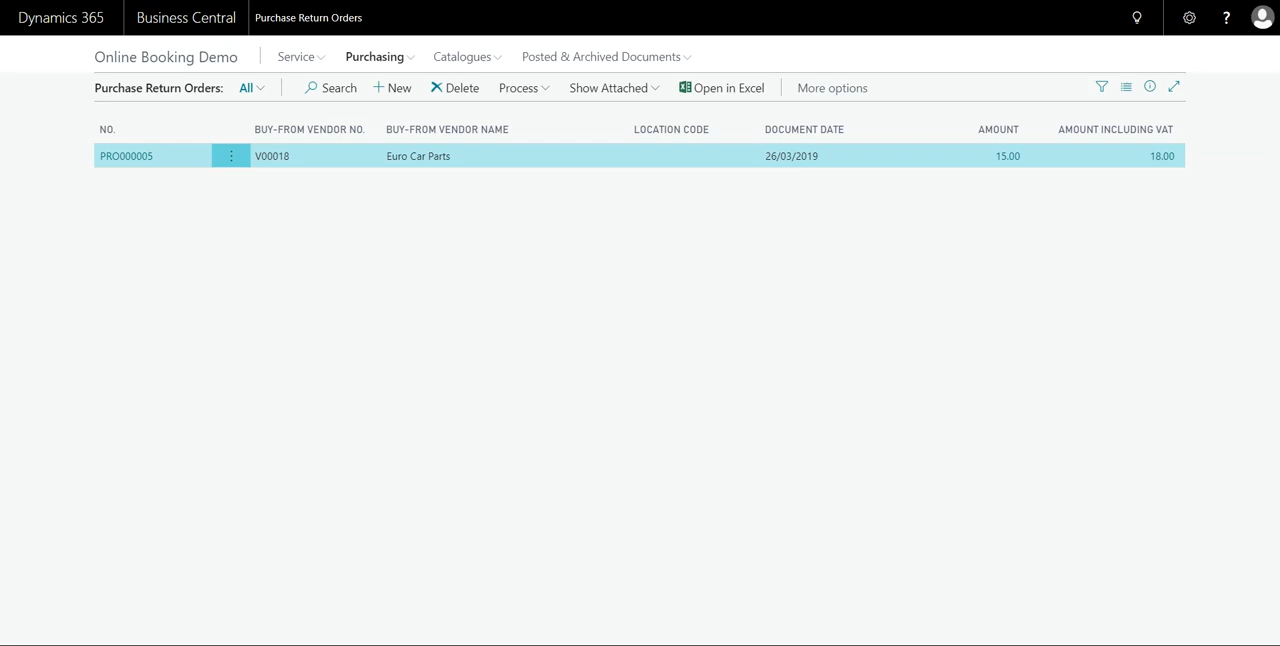 Dynamics 365 Business Central Purchase Return Orders ?
Online Booking Demo Service Purchasing Catalogues Posted & Archived Documents
Purchase Return Orders: All Search + New Delete Process Show Attached Open in Excel More options
NO. BUY-FROM VENDOR NO. BUY-FROM VENDOR NAME LOCATION CODE DOCUMENT DATE AMOUNT AMOUNT INCLUDING VAT
PRO000005 V00018 Euro Car Parts 26/03/2019 15.00 18.00